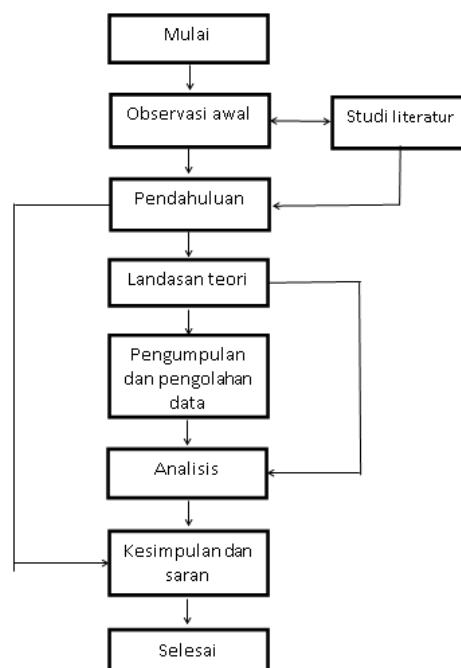 Mulai
Observasi awal
Studi literatur
Pendahuluan
Landasan teori
Pengumpulan
dan pengolahan
data
Analisis
Kesimpulan dan
saran
Selesai